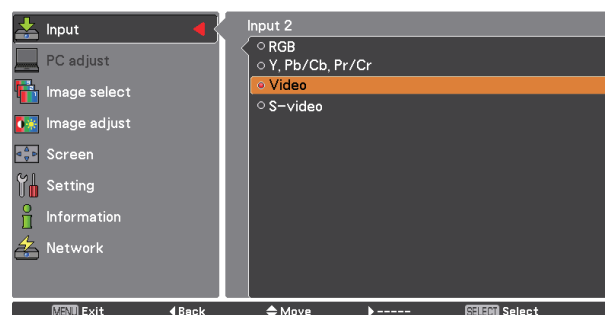 Input
PC adjust
Image select
Image adjust
Screen
Setting
Information
Network
Input 2
RGB
Y, Pb/Cb, Pr/Cr
Video
S-video
MENU Exit
Back
Move
-----
SELECT Select